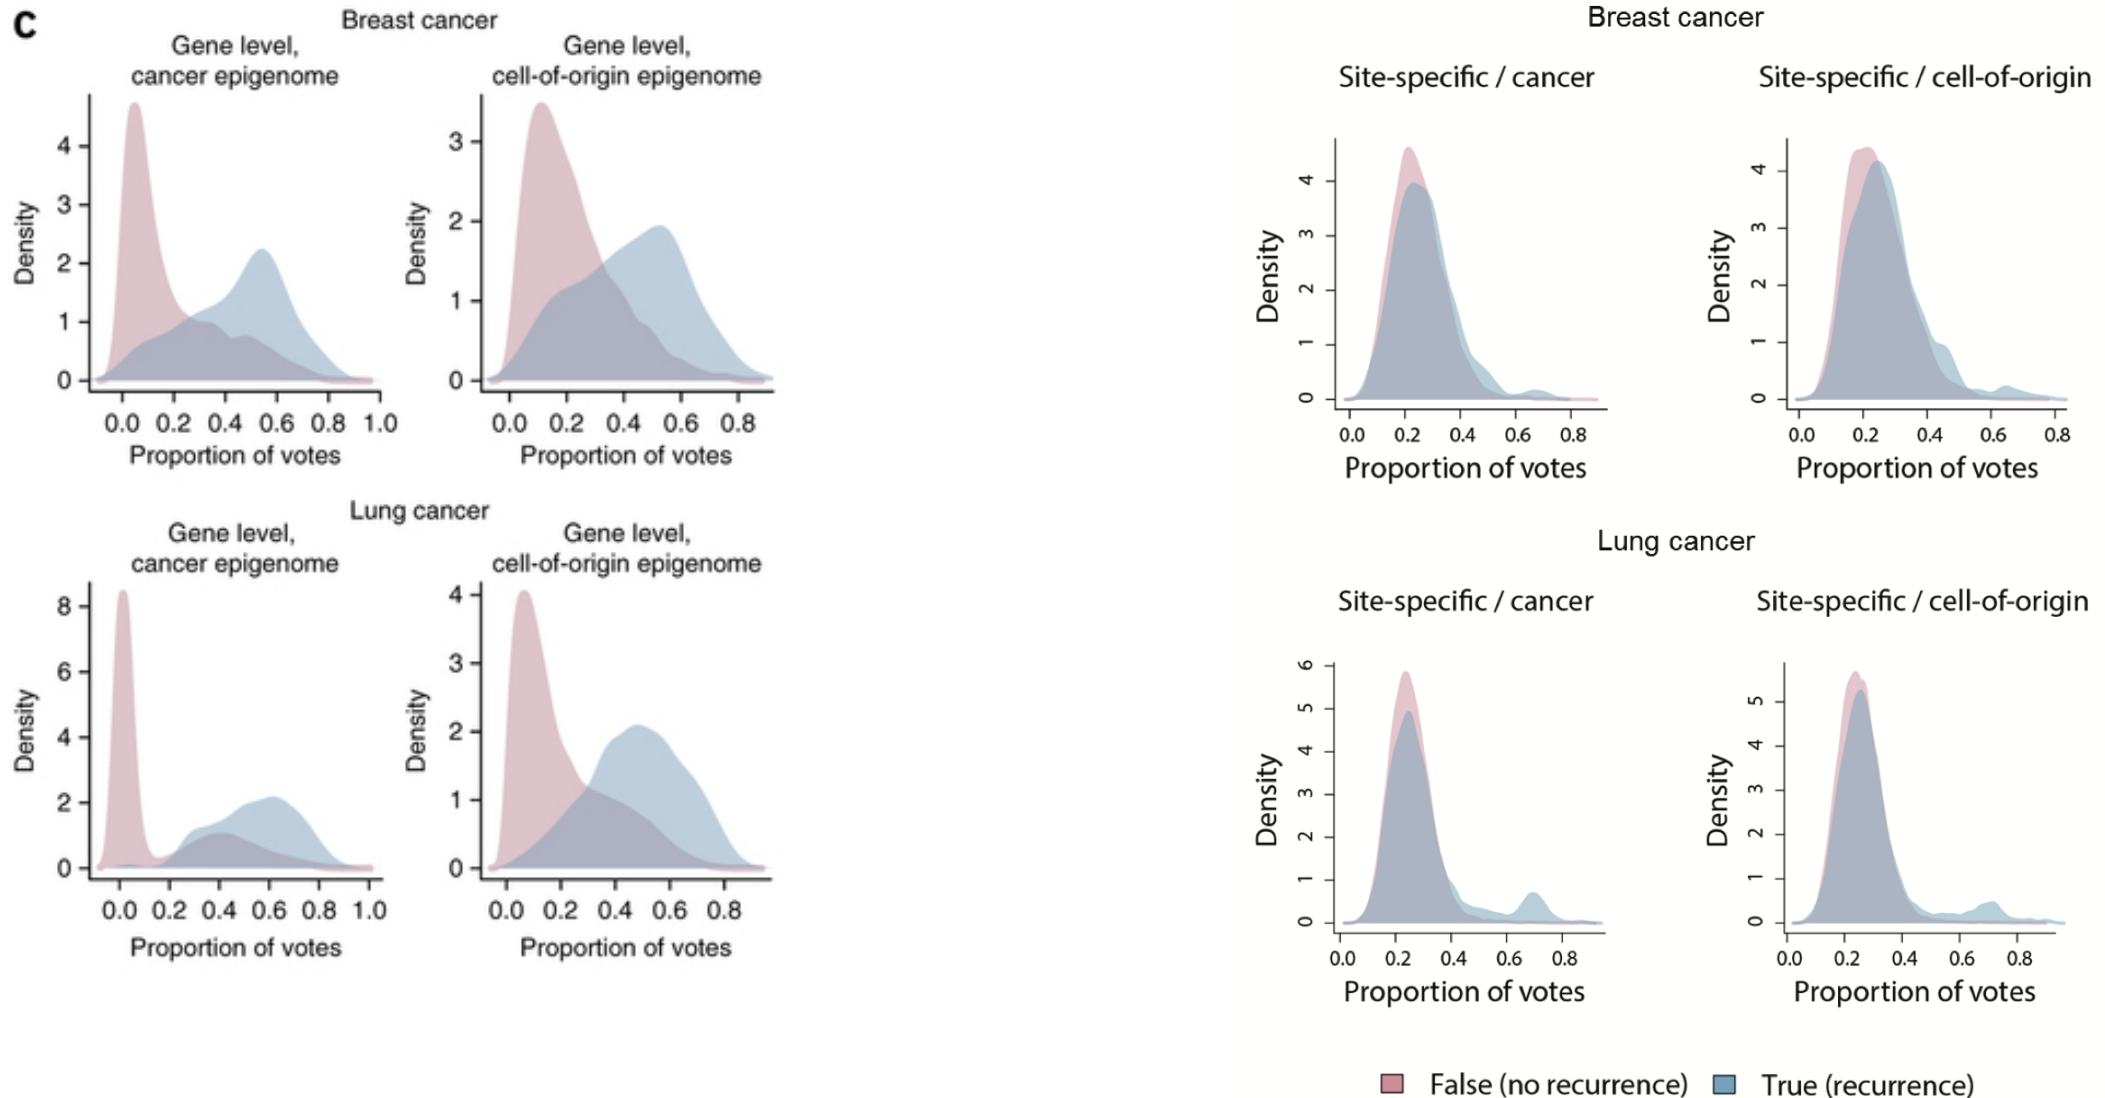 C
Breast cancer
Gene level,
cancer epigenome
Density
4
3
2
1
0
0.0 0.2 0.4 0.6 0.8 1.0
Proportion of votes
Gene level,
cell-of-origin epigenome
Density
3
2
1
0
0.0 0.2 0.4 0.6 0.8
Proportion of votes
Lung cancer
Gene level,
cancer epigenome
Density
8
6
4
2
0
0.0 0.2 0.4 0.6 0.8 1.0
Proportion of votes
Gene level,
cell-of-origin epigenome
Density
4
3
2
1
0
0.0 0.2 0.4 0.6 0.8
Proportion of votes
Breast cancer
Site-specific / cancer
Density
4
3
2
1
0
0.0 0.2 0.4 0.6 0.8
Proportion of votes
Site-specific / cell-of-origin
Density
4
3
2
1
0
0.0 0.2 0.4 0.6 0.8
Proportion of votes
Lung cancer
Site-specific / cancer
Density
6
5
4
3
2
1
0
0.0 0.2 0.4 0.6 0.8
Proportion of votes
Site-specific / cell-of-origin
Density
5
4
3
2
1
0
0.0 0.2 0.4 0.6 0.8
Proportion of votes
False (no recurrence) True (recurrence)